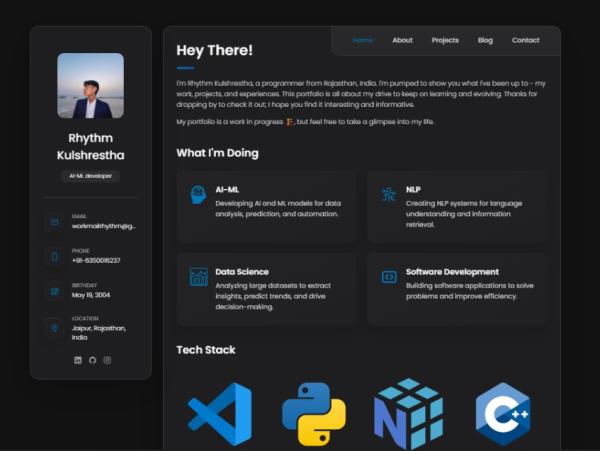 Rhythm
Kulshrestha
AI-ML developer
EMAIL
workmailrhythm@g...
PHONE
+91-6350016237
BIRTHDAY
May 19, 2004
LOCATION
Jaipur, Rajasthan,
India
Home About Projects Blog Contact
Hey There!
I'm Rhythm Kulshrestha, a programmer from Rajasthan, India. I'm pumped to show you what I've been up to - my
work, projects, and experiences. This portfolio is all about my drive to keep on learning and evolving. Thanks for
dropping by to check it out; I hope you find it interesting and informative.
My portfolio is a work in progress , but feel free to take a glimpse into my life.
What I'm Doing
AI-ML
Developing AI and ML models for data
analysis, prediction, and automation.
NLP
Creating NLP systems for language
understanding and information
retrieval.
Data Science
Analyzing large datasets to extract
insights, predict trends, and drive
decision-making.
Software Development
Building software applications to solve
problems and improve efficiency.
Tech Stack
N
C++